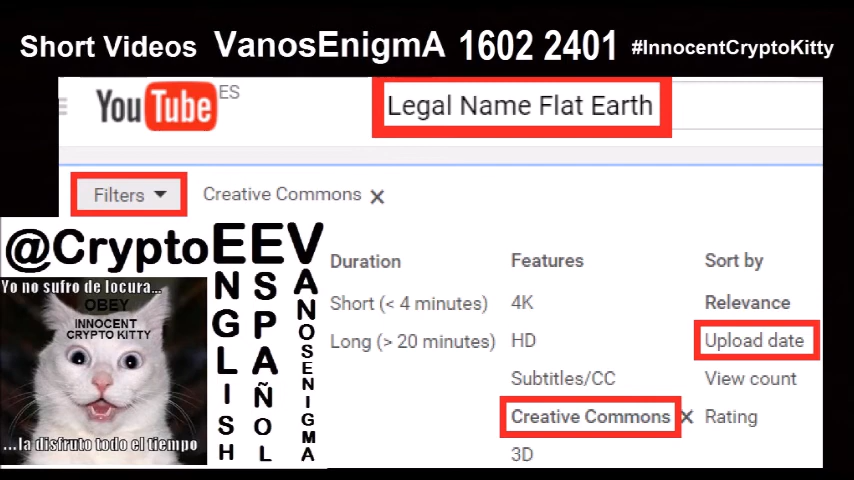 Short Videos VanosEnigmA 1602 2401 #InnocentCryptoKitty
YouTube ES
Legal Name Flat Earth
Filters
Creative Commons X
@CryptoEEV
ENGLISH
ESPAÑOL
VANOSENIGMA
Yo no sufro de locura...
OBEY
INNOCENT
CRYPTO KITTY
...la disfruto todo el tiempo
Duration
Short (< 4 minutes)
Long (> 20 minutes)
Features
4K
HD
Subtitles/CC
Creative Commons X
3D
Sort by
Relevance
Upload date
View count
Rating